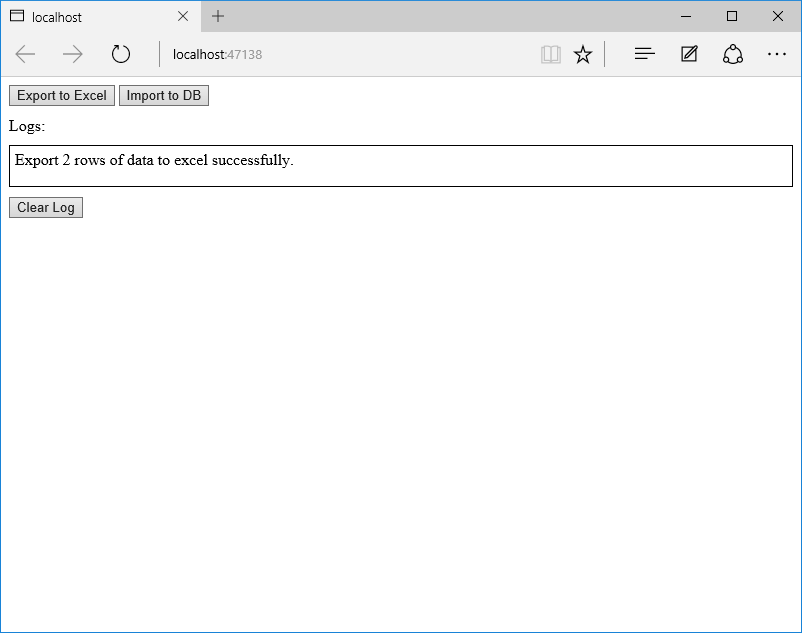 localhost
localhost:47138
Export to Excel Import to DB
Logs:
Export 2 rows of data to excel successfully.
Clear Log